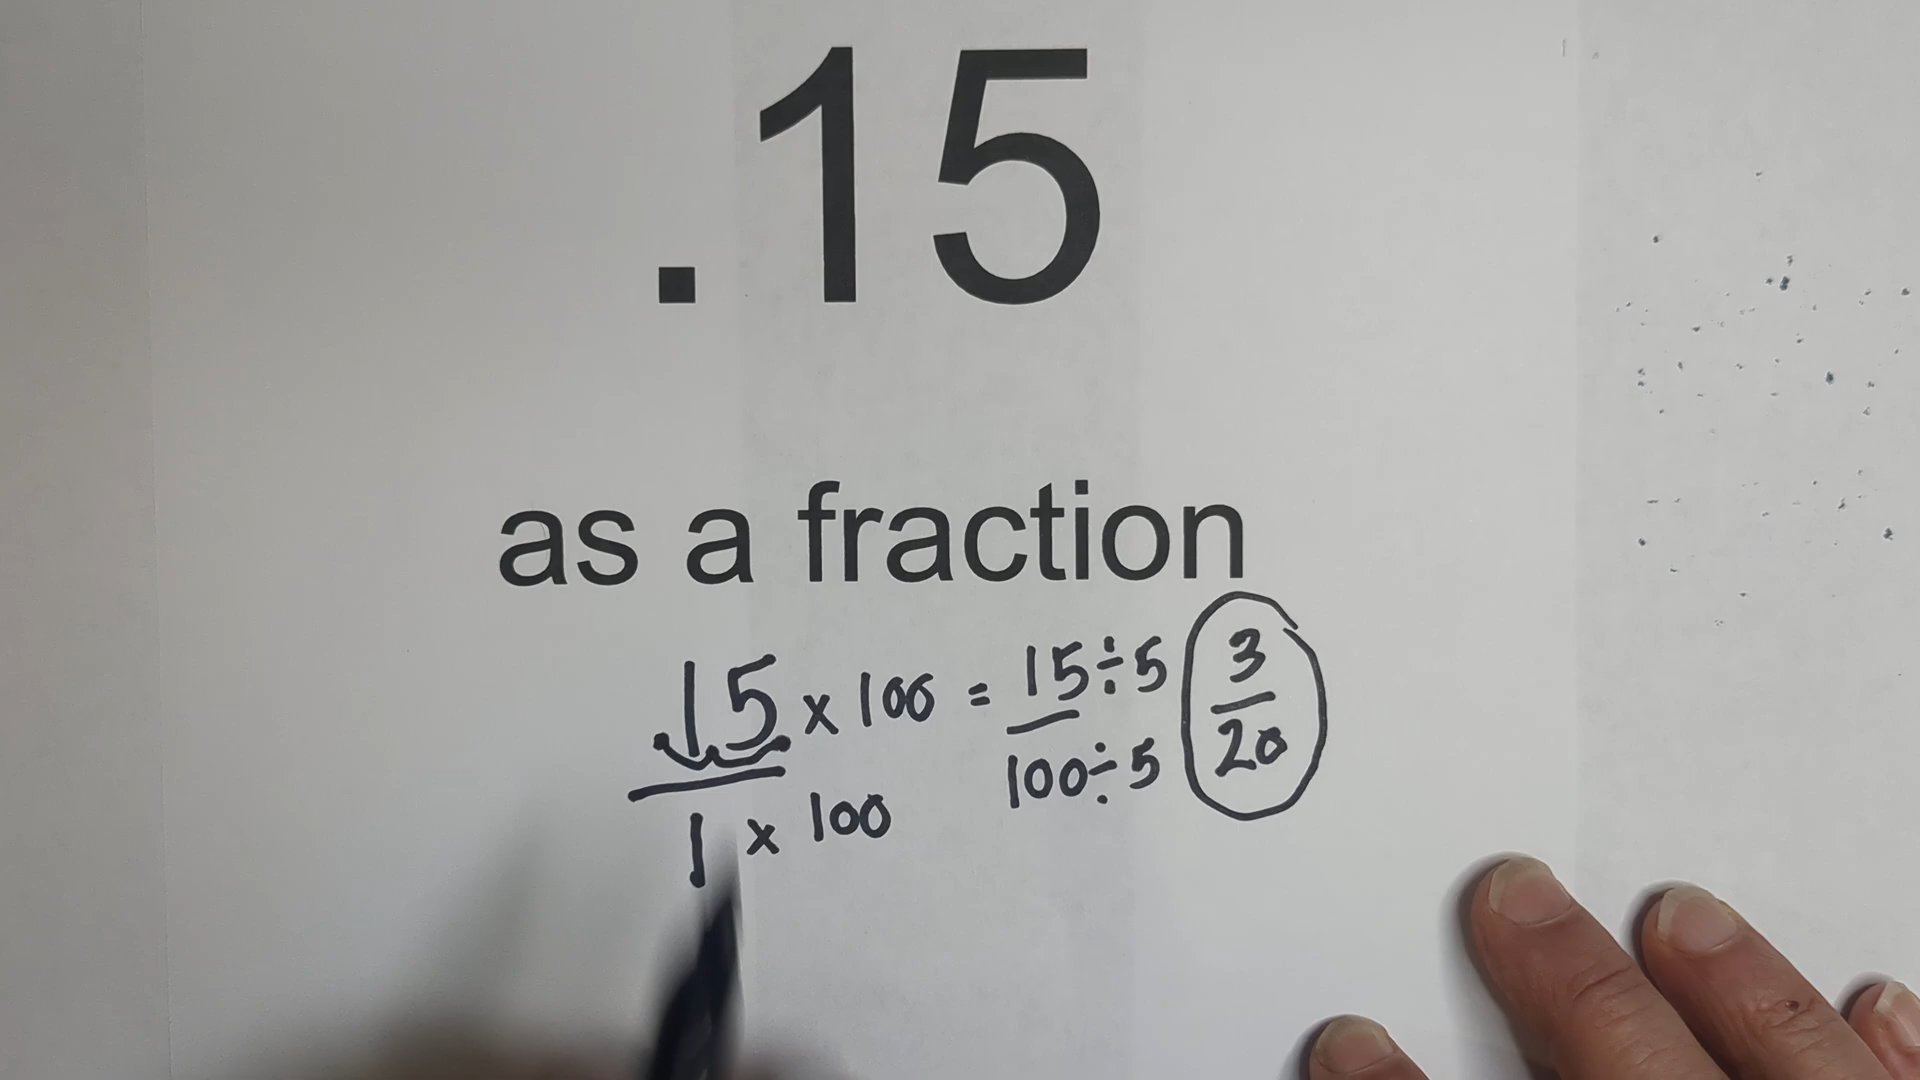 .15
as a fraction
.15 x 100 = 15÷5 3
1 x 100 100÷5 20